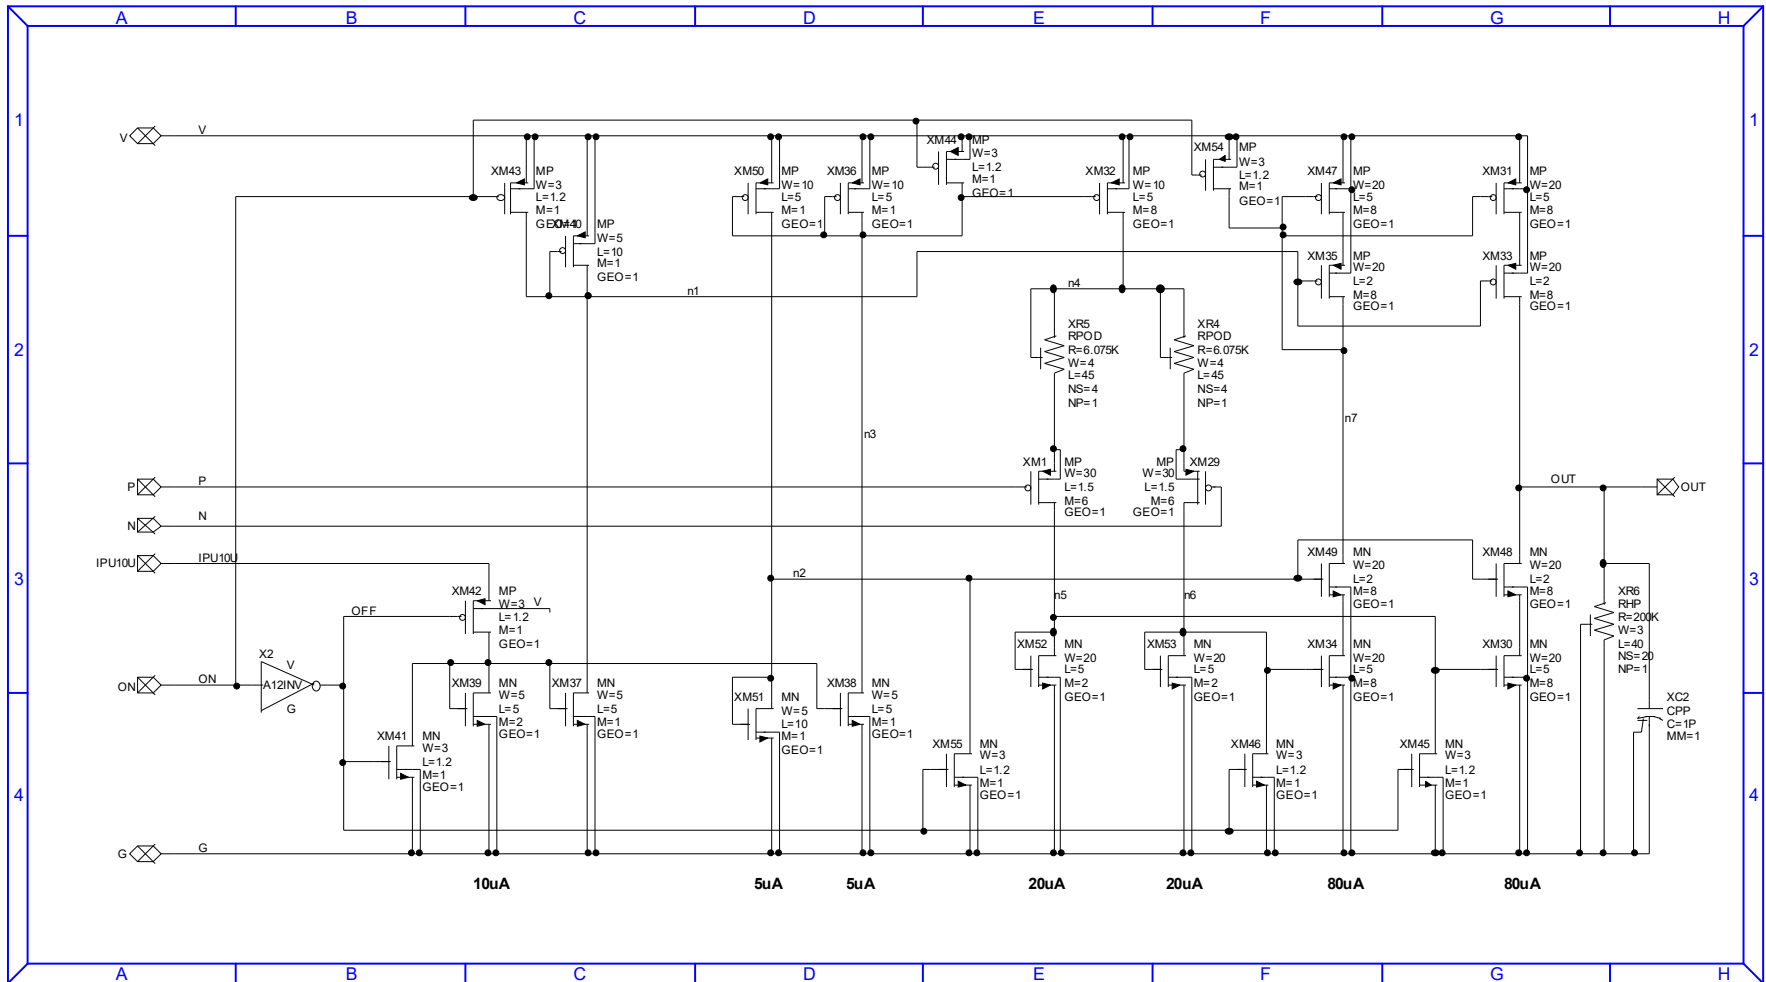 A B C D E F G H
1 1
2 2
3 3
4 4
V V
XM43 MP
W=3
L=1.2
M=1
GEO=1
XM40 MP
W=5
L=10
M=1
GEO=1
XM50 MP
W=10
L=5
M=1
GEO=1
XM36 MP
W=10
L=5
M=1
GEO=1
XM44 MP
W=3
L=1.2
M=1
GEO=1
XM32 MP
W=10
L=5
M=8
GEO=1
XM54 MP
W=3
L=1.2
M=1
GEO=1
XM47 MP
W=20
L=5
M=8
GEO=1
XM31 MP
W=20
L=5
M=8
GEO=1
XM35 MP
W=20
L=2
M=8
GEO=1
XM33 MP
W=20
L=2
M=8
GEO=1
n1
n4
XR5
RPOD
R=6.075K
W=4
L=45
NS=4
NP=1
XR4
RPOD
R=6.075K
W=4
L=45
NS=4
NP=1
n3
n7
P P
N N
IPU10U IPU10U
XM1 MP
W=30
L=1.5
M=6
GEO=1
MP XM29
W=30
L=1.5
M=6
GEO=1
OUT OUT
XM42 MP
W=3 V
L=1.2
M=1
GEO=1
OFF
n2
n5
n6
XM49 MN
W=20
L=2
M=8
GEO=1
XM48 MN
W=20
L=2
M=8
GEO=1
XR6
RHP
R=200K
W=3
L=40
NS=20
NP=1
ON ON
X2 V
A12INV
G
XM39 MN
W=5
L=5
M=2
GEO=1
XM37 MN
W=5
L=5
M=1
GEO=1
XM51 MN
W=5
L=10
M=1
GEO=1
XM38 MN
W=5
L=5
M=1
GEO=1
XM52 MN
W=20
L=5
M=2
GEO=1
XM53 MN
W=20
L=5
M=2
GEO=1
XM34 MN
W=20
L=5
M=8
GEO=1
XM30 MN
W=20
L=5
M=8
GEO=1
XM41 MN
W=3
L=1.2
M=1
GEO=1
XM55 MN
W=3
L=1.2
M=1
GEO=1
XM46 MN
W=3
L=1.2
M=1
GEO=1
XM45 MN
W=3
L=1.2
M=1
GEO=1
XC2
CPP
C=1P
MM=1
G G
10uA 5uA 5uA 20uA 20uA 80uA 80uA
A B C D E F G H